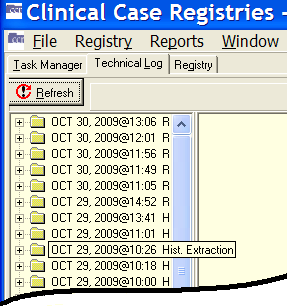 Clinical Case Registries -
File Registry Reports Window
Task Manager Technical Log Registry
Refresh
OCT 30, 2009@13:06 R
OCT 30, 2009@12:01 R
OCT 30, 2009@11:56 R
OCT 30, 2009@11:49 R
OCT 30, 2009@11:05 R
OCT 29, 2009@14:52 R
OCT 29, 2009@13:41 H
OCT 29, 2009@11:01 H
OCT 29, 2009@10:26 Hist. Extraction
OCT 29, 2009@10:18 H
OCT 29, 2009@10:00 H